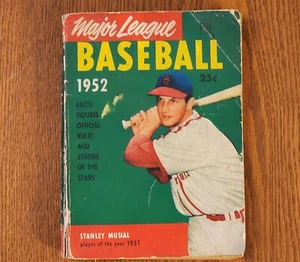 Major League
BASEBALL
1952
25¢
FACTS
FIGURES
OFFICIAL
RULES
AND
STORIES
OF THE
STARS
STANLEY MUSIAL
player of the year 1951